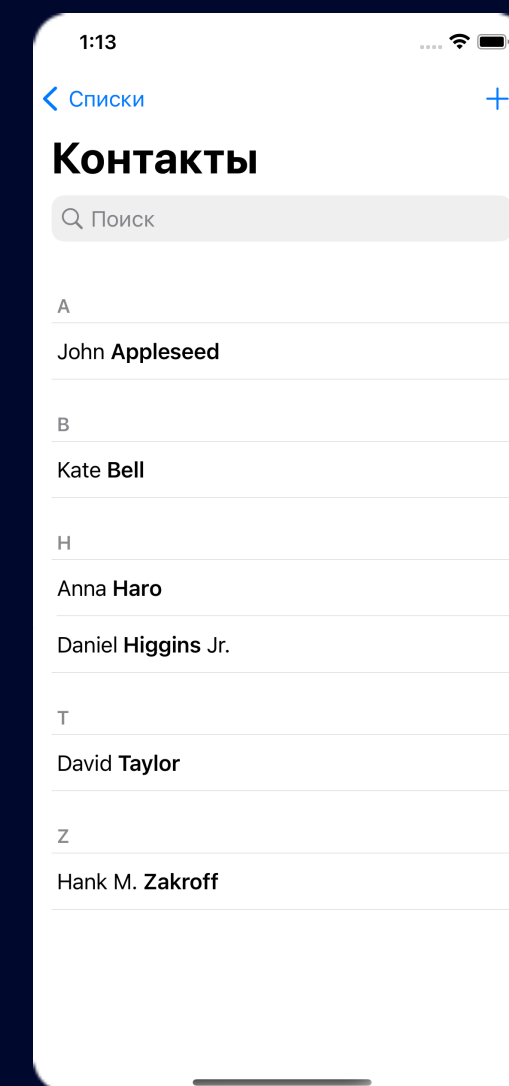 1:13
Списки
Контакты
Поиск
A
John Appleseed
B
Kate Bell
H
Anna Haro
Daniel Higgins Jr.
T
David Taylor
Z
Hank M. Zakroff